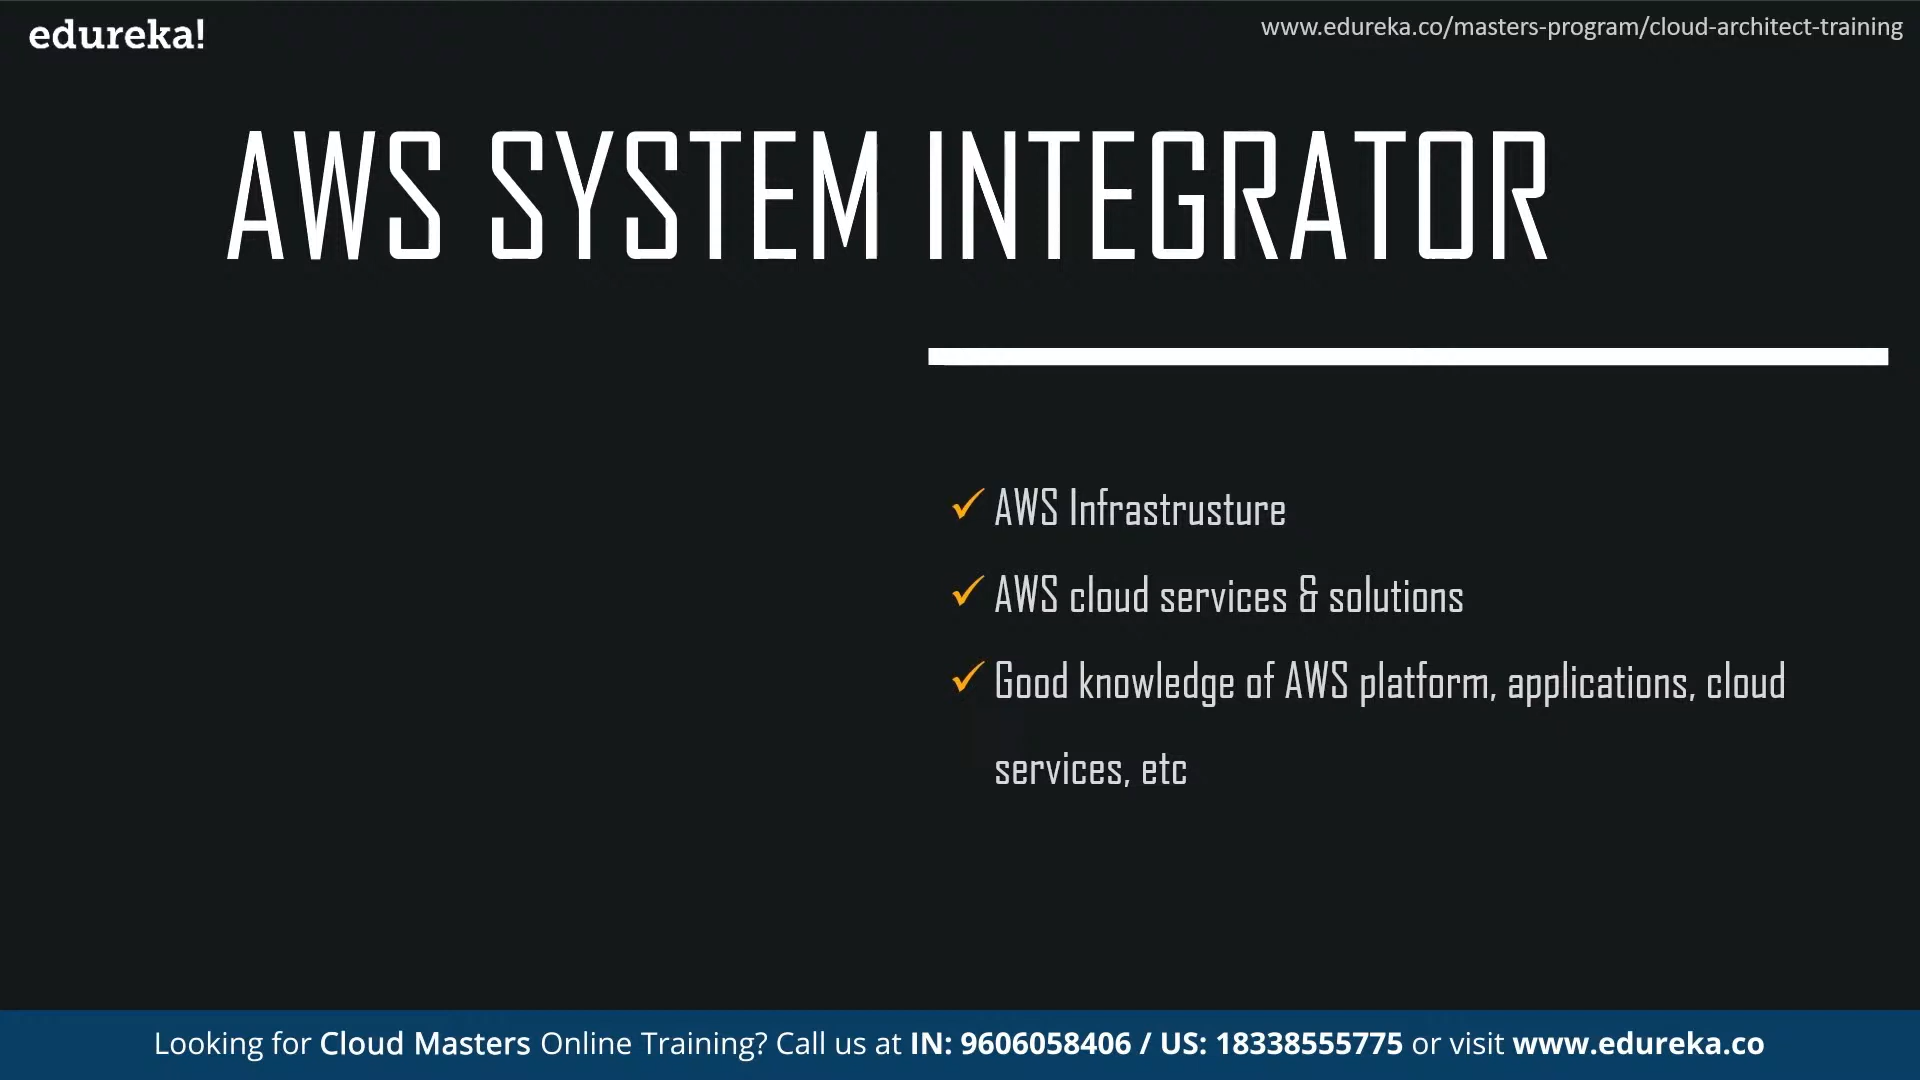 edureka!
www.edureka.co/masters-program/cloud-architect-training
AWS SYSTEM INTEGRATOR
✓ AWS Infrastrusture
✓ AWS cloud services & solutions
✓ Good knowledge of AWS platform, applications, cloud
services, etc
Looking for Cloud Masters Online Training? Call us at IN: 9606058406 / US: 18338555775 or visit www.edureka.co